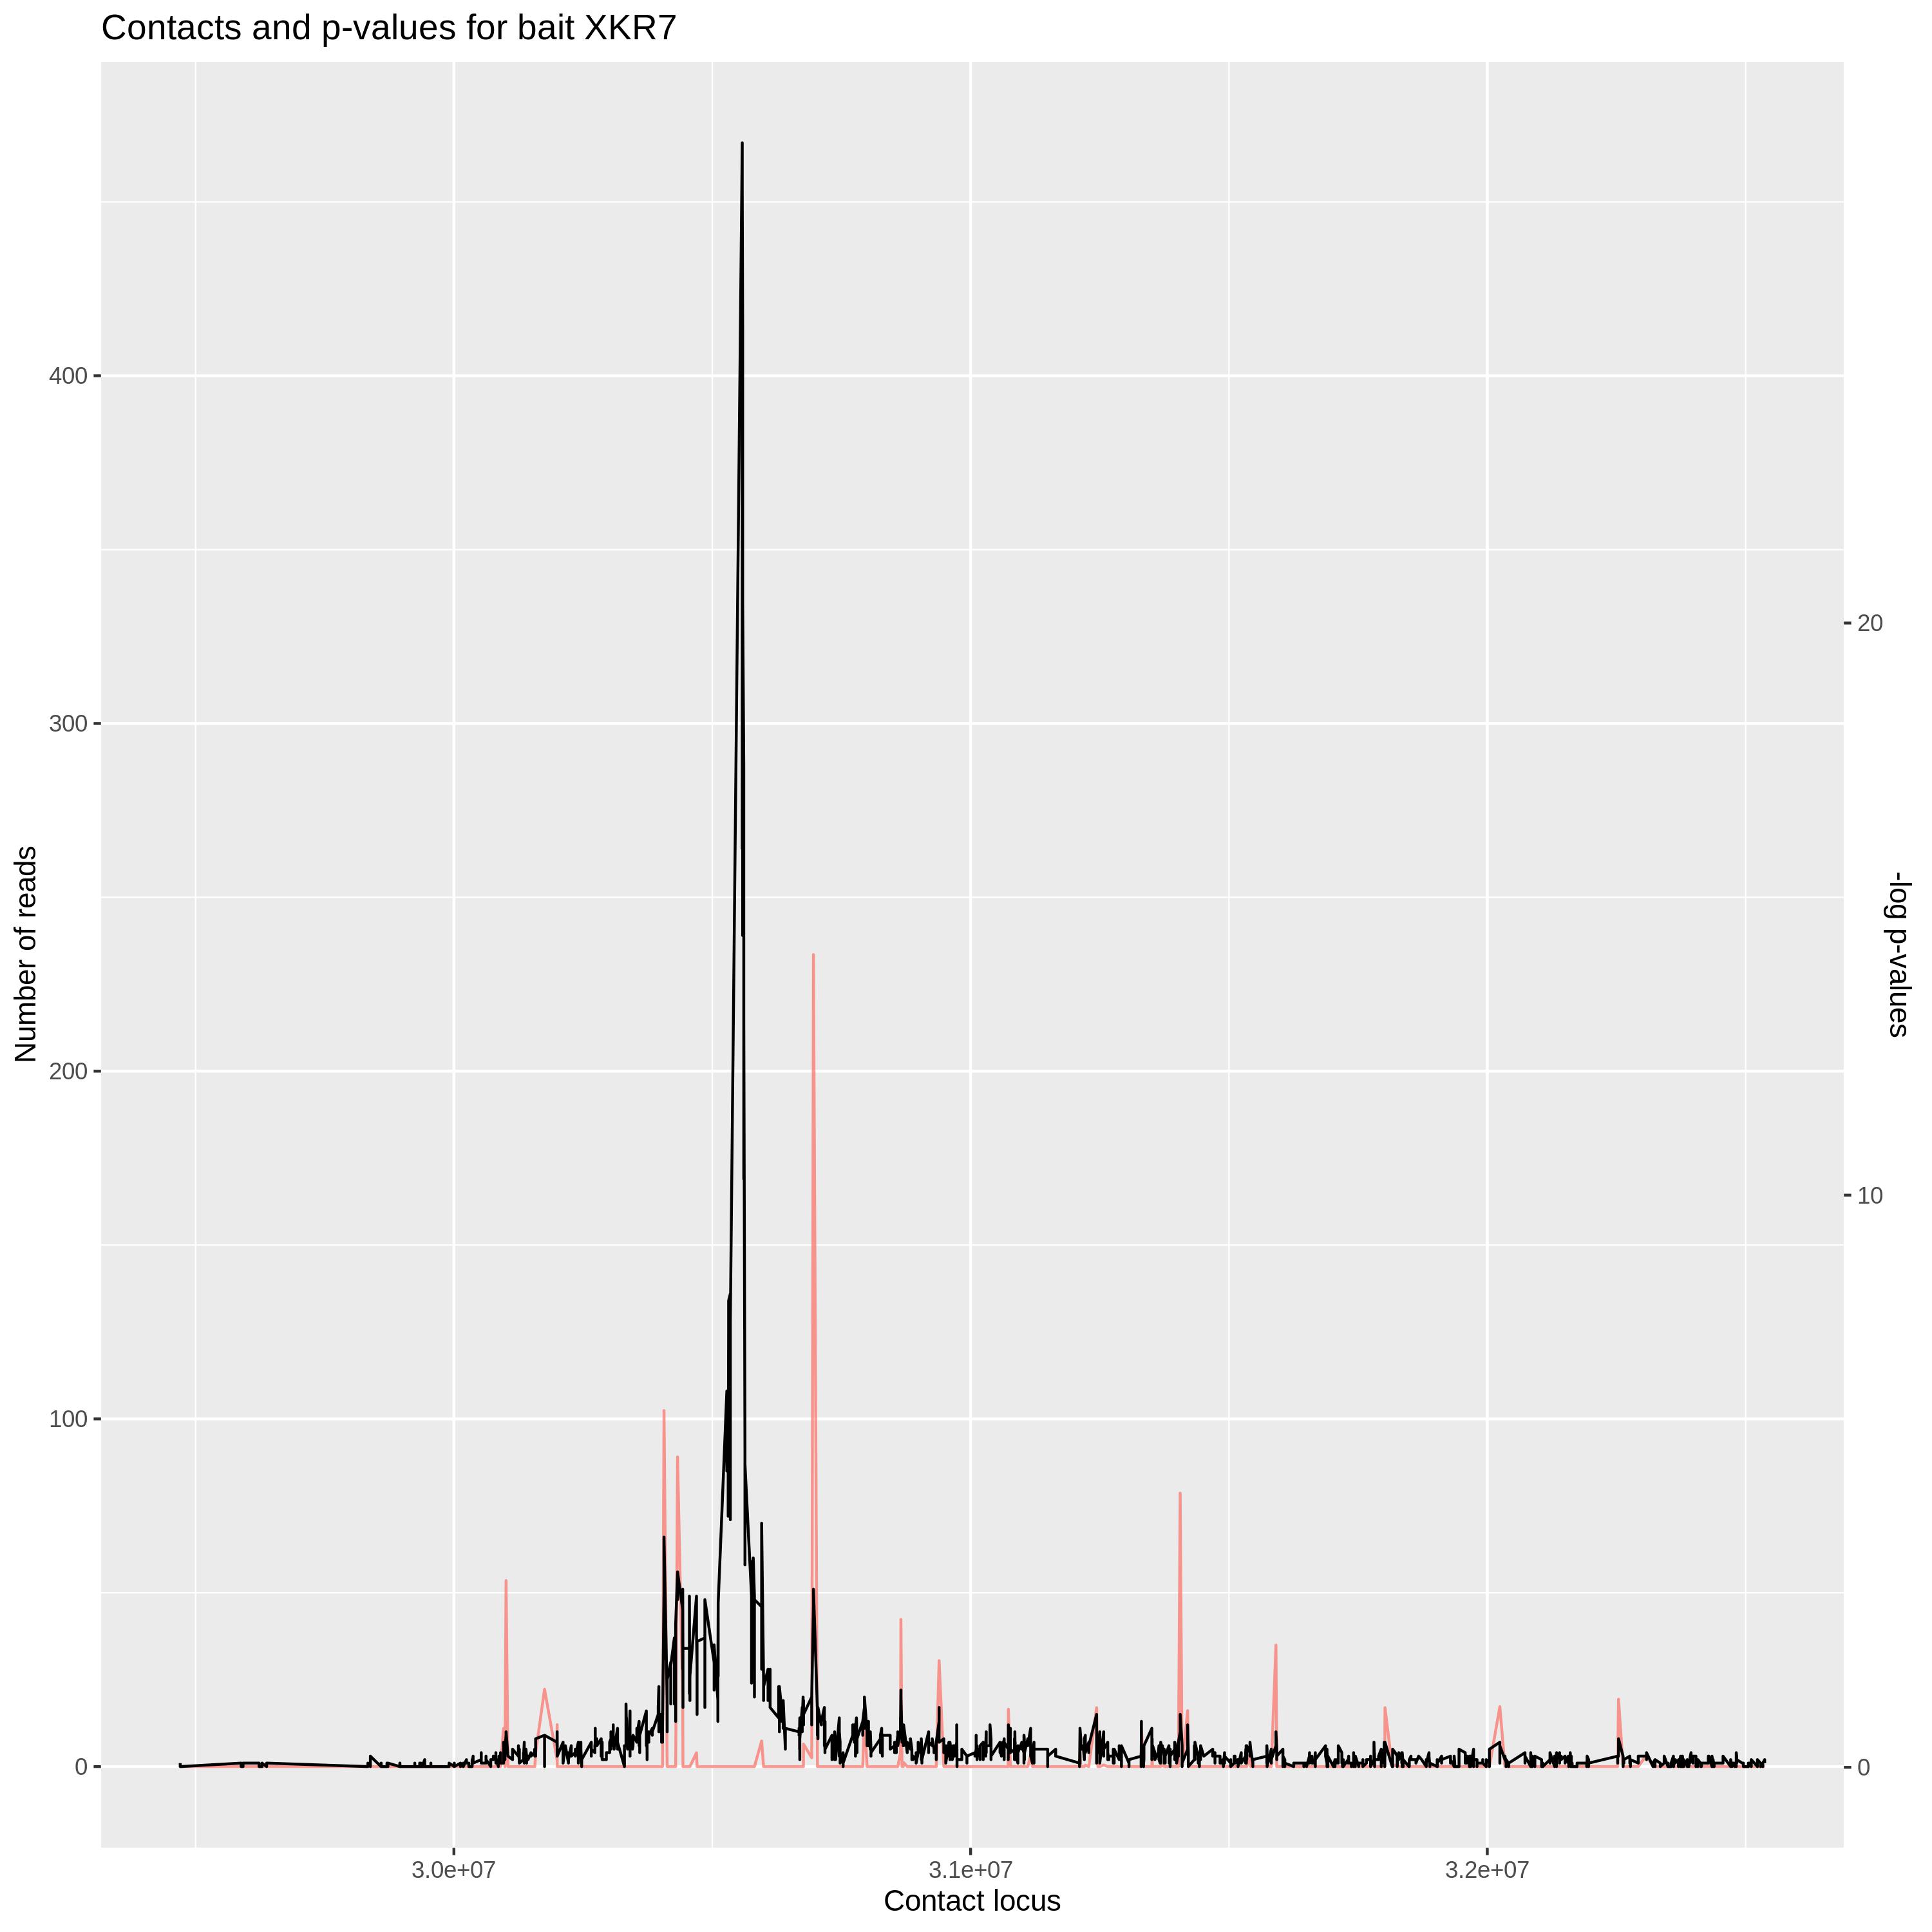 Contacts and p-values for bait XKR7
Number of reads
400
300
200
100
0
20
10
0
-log p-values
3.0e+07
3.1e+07
3.2e+07
Contact locus